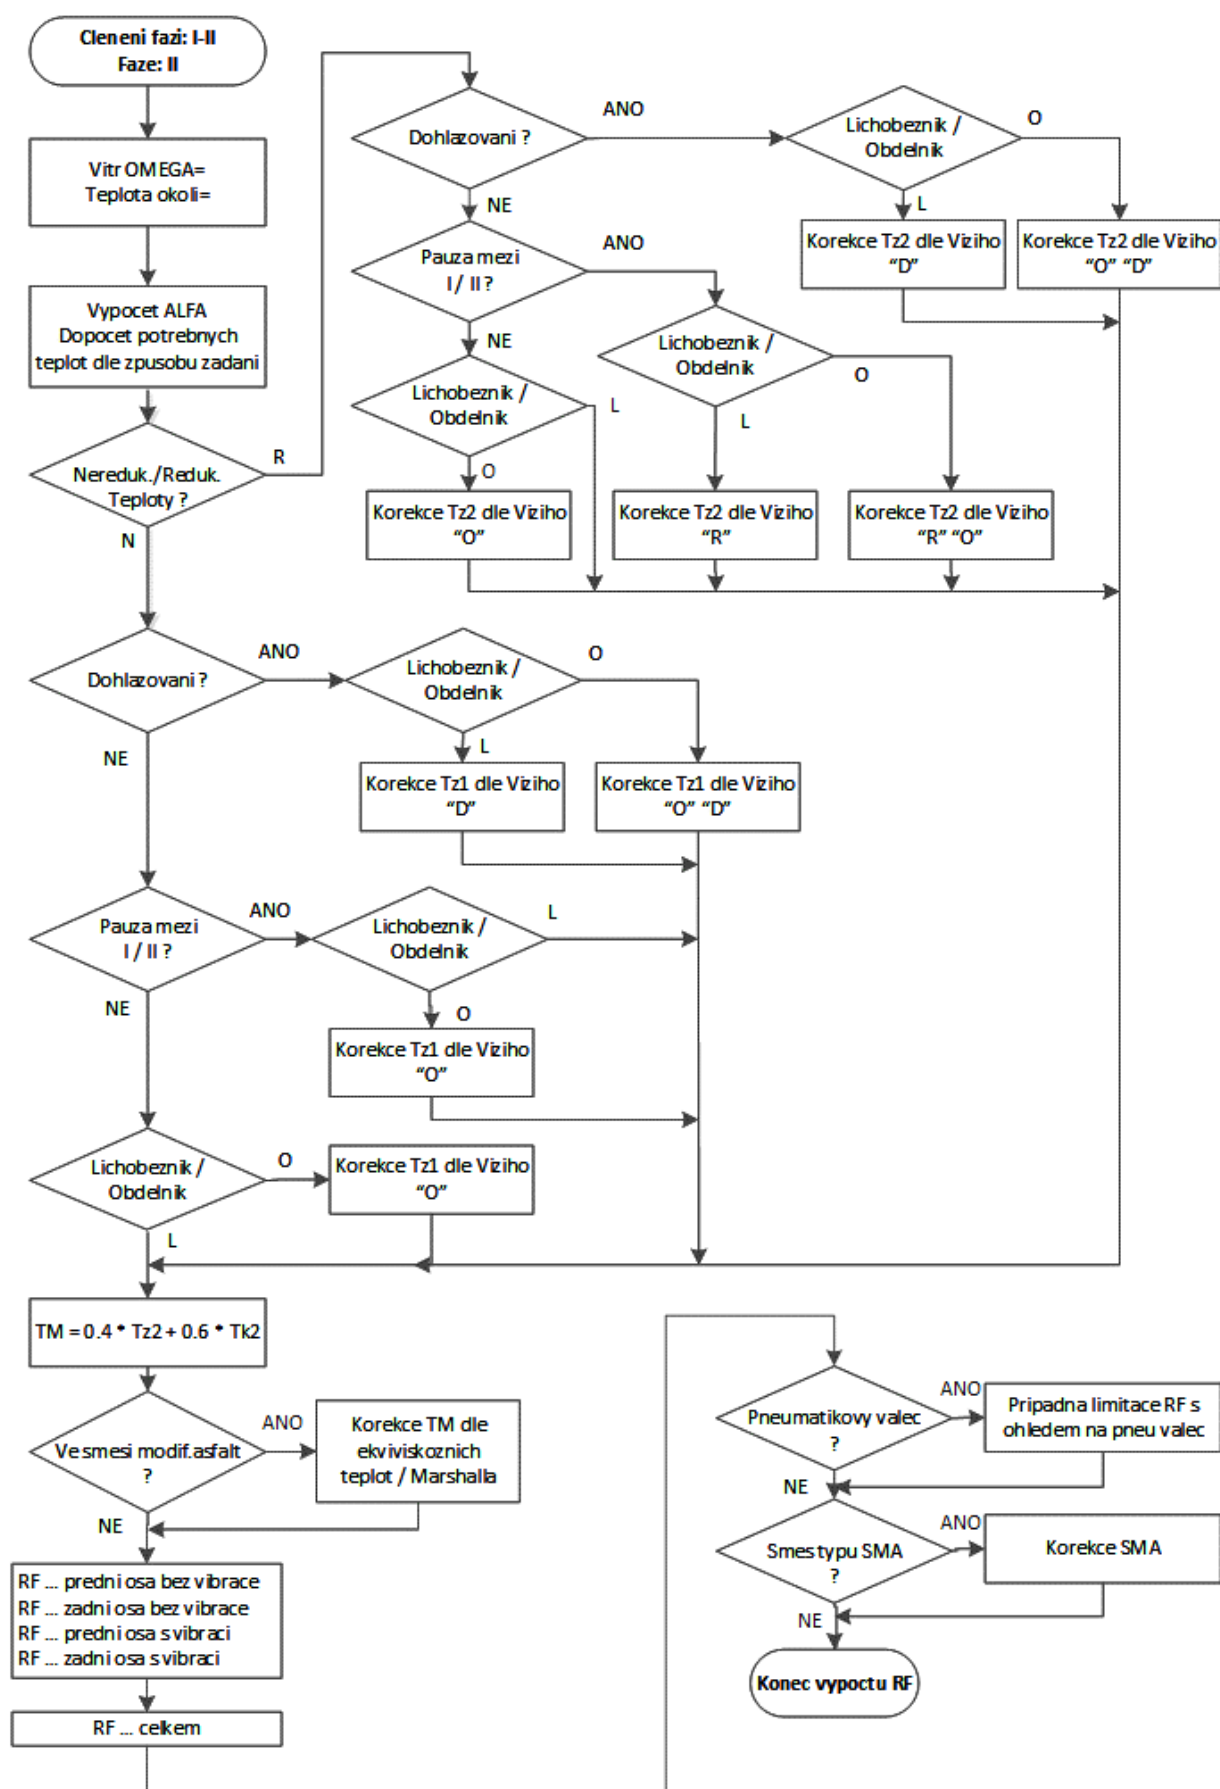 Cleneni fazi: I-II
Faze: II
Vitr OMEGA=
Teplota okoli=
Vypocet ALFA
Dopocet potrebnych
teplot dle zpusobu zadani
Nereduk./Reduk.
Teploty ?
R
N
Dohlazovani ?
ANO
NE
Lichobeznik /
Obdelnik
O
L
Korekce Tz2 dle Viziho
“D”
Korekce Tz2 dle Viziho
“O” “D”
Pauza mezi
I / II ?
ANO
NE
Lichobeznik /
Obdelnik
O
L
Lichobeznik /
Obdelnik
L
O
Korekce Tz2 dle Viziho
“O”
Korekce Tz2 dle Viziho
“R”
Korekce Tz2 dle Viziho
“R” “O”
Dohlazovani ?
ANO
NE
Lichobeznik /
Obdelnik
O
L
Korekce Tz1 dle Viziho
“D”
Korekce Tz1 dle Viziho
“O” “D”
Pauza mezi
I / II ?
ANO
NE
Lichobeznik /
Obdelnik
L
O
Korekce Tz1 dle Viziho
“O”
Lichobeznik /
Obdelnik
O
L
Korekce Tz1 dle Viziho
“O”
TM = 0.4 * Tz2 + 0.6 * Tk2
Ve smesi modif.asfalt
?
ANO
NE
Korekce TM dle
ekviviskoznich
teplot / Marshalla
RF ... predni osa bez vibrace
RF ... zadni osa bez vibrace
RF ... predni osa s vibraci
RF ... zadni osa s vibraci
RF ... celkem
Pneumatikovy valec
?
ANO
NE
Pripadna limitace RF s
ohledem na pneu valec
Smes typu SMA
?
ANO
NE
Korekce SMA
Konec vypoctu RF